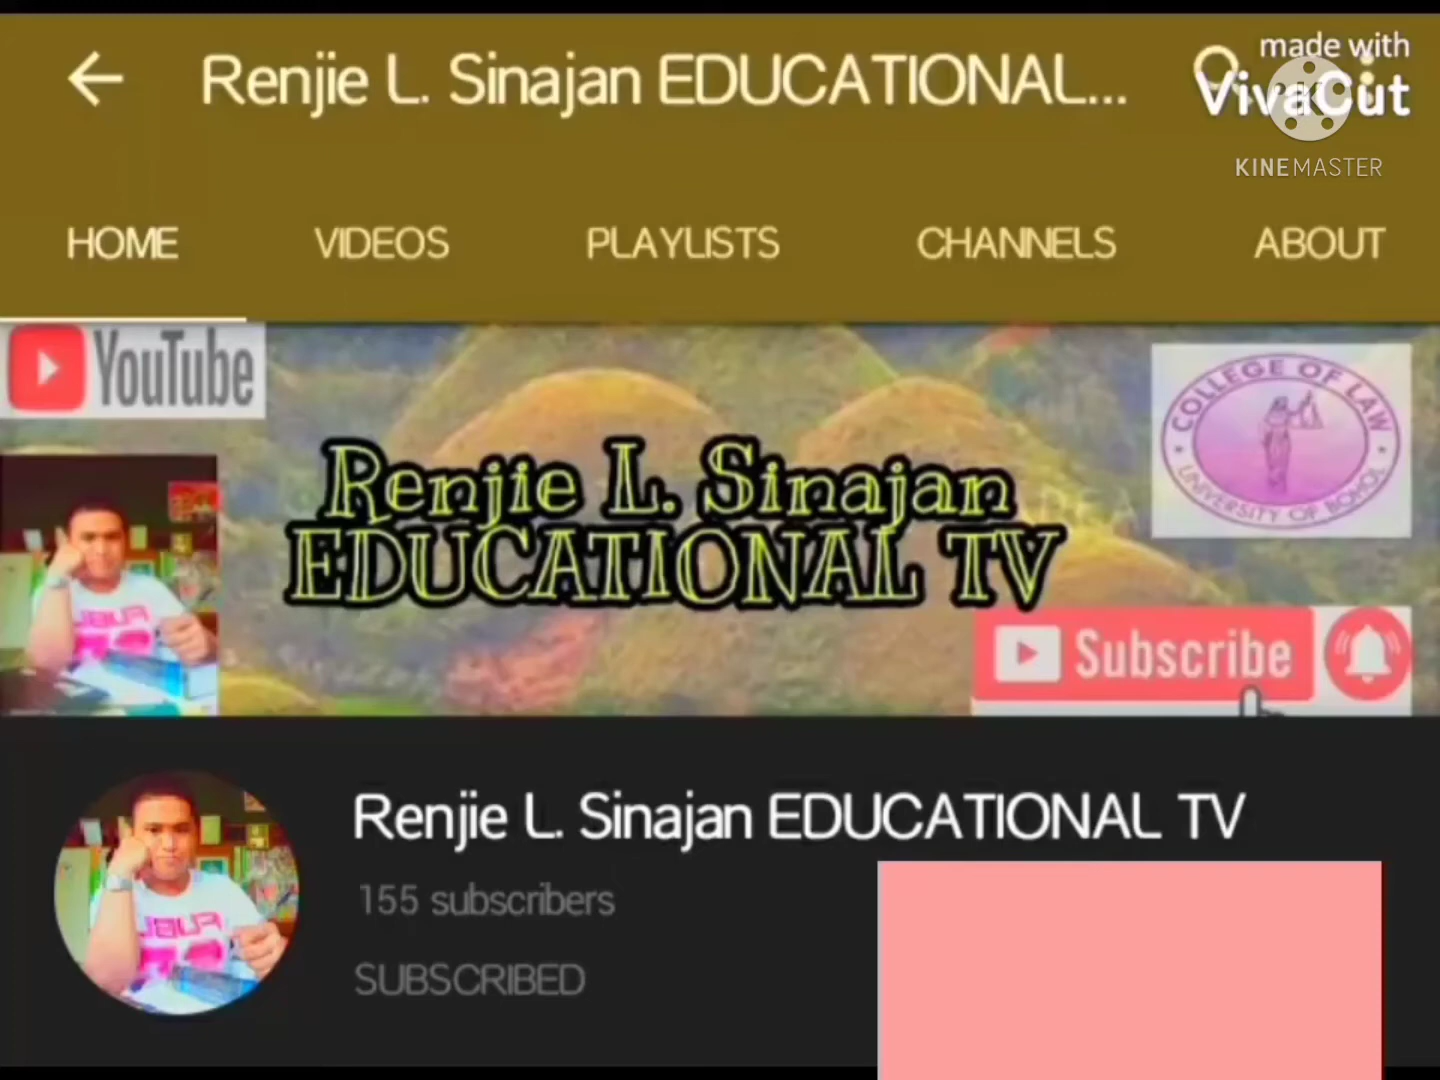 Renjie L. Sinajan EDUCATIONAL...
made with
VivaCut
KINEMASTER
HOME VIDEOS PLAYLISTS CHANNELS ABOUT
YouTube
COLLEGE OF LAW
UNIVERSITY OF BOHOL
Renjie L. Sinajan
EDUCATIONAL TV
Subscribe
Renjie L. Sinajan EDUCATIONAL TV
155 subscribers
SUBSCRIBED